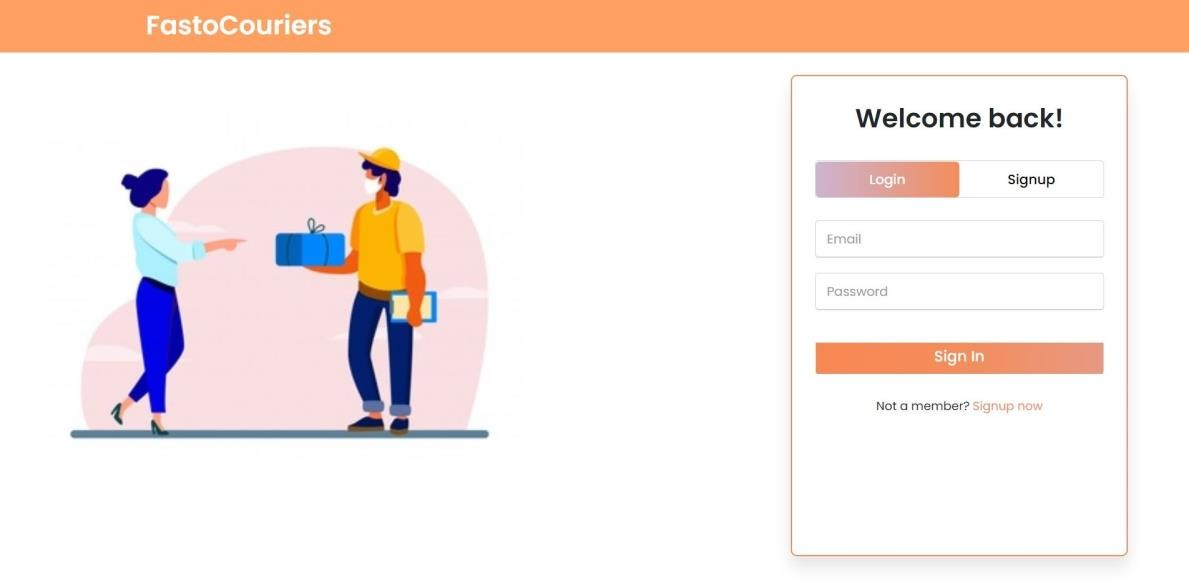 FastoCouriers
Welcome back!
Login Signup
Email
Password
Sign In
Not a member? Signup now